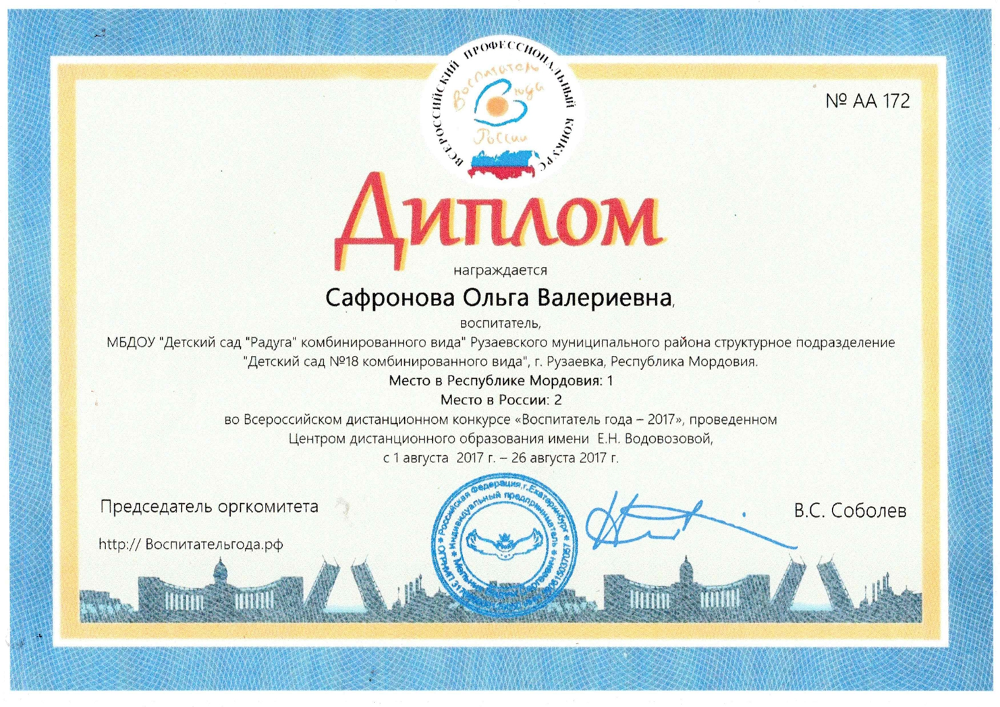 ВСЕРОССИЙСКИЙ ПРОФЕССИОНАЛЬНЫЙ КОНКУРС
Воспитатель
года
России
№ АА 172
Диплом
награждается
Сафронова Ольга Валериевна,
воспитатель,
МБДОУ "Детский сад "Радуга" комбинированного вида" Рузаевского муниципального района структурное подразделение
"Детский сад №18 комбинированного вида", г. Рузаевка, Республика Мордовия.
Место в Республике Мордовия: 1
Место в России: 2
во Всероссийском дистанционном конкурсе «Воспитатель года – 2017», проведенном
Центром дистанционного образования имени Е.Н. Водовозовой,
с 1 августа 2017 г. – 26 августа 2017 г.
Председатель оргкомитета
В.С. Соболев
http:// Воспитательгода.рф
Российская Федерация, г. Екатеринбург
Индивидуальный предприниматель
ОГРНИП